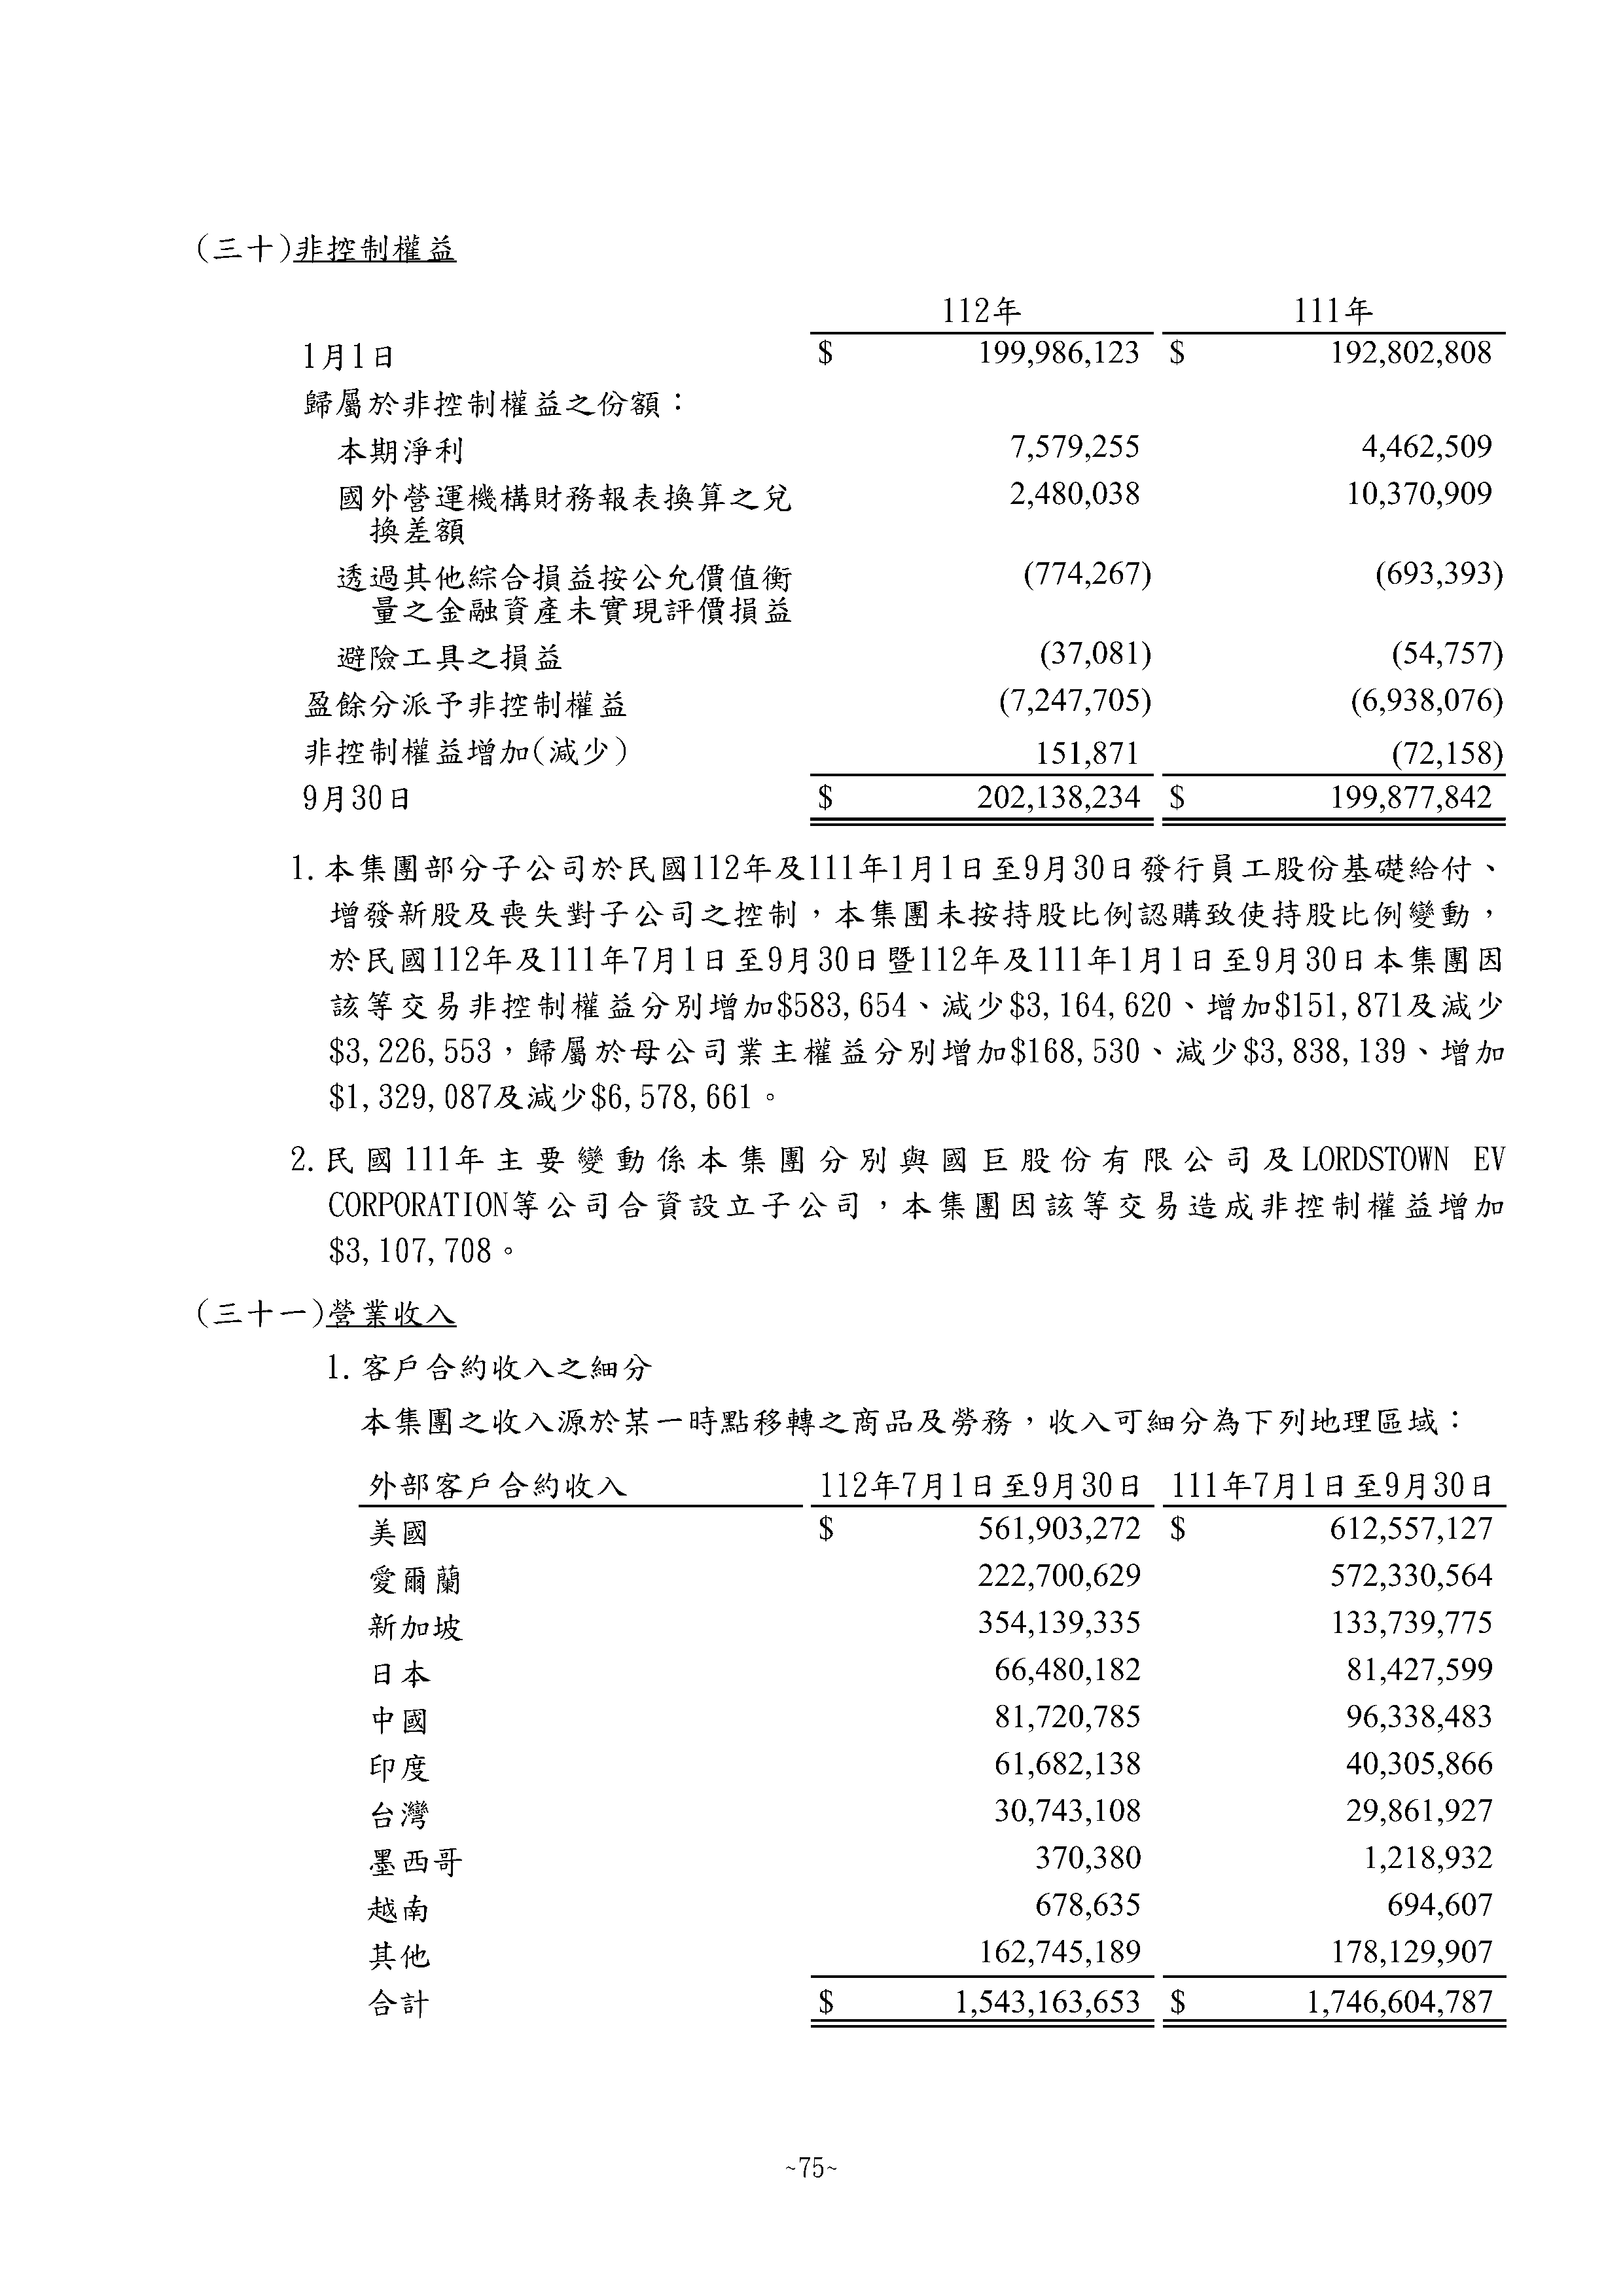 (三十)非控制權益
112年 111年
1月1日 $ 199,986,123 $ 192,802,808
歸屬於非控制權益之份額：
本期淨利 7,579,255 4,462,509
國外營運機構財務報表換算之兌 2,480,038 10,370,909
換差額
透過其他綜合損益按公允價值衡 (774,267) (693,393)
量之金融資產未實現評價損益
避險工具之損益 (37,081) (54,757)
盈餘分派予非控制權益 (7,247,705) (6,938,076)
非控制權益增加(減少) 151,871 (72,158)
9月30日 $ 202,138,234 $ 199,877,842
1.本集團部分子公司於民國112年及111年1月1日至9月30日發行員工股份基礎給付、
增發新股及喪失對子公司之控制，本集團未按持股比例認購致使持股比例變動，
於民國112年及111年7月1日至9月30日暨112年及111年1月1日至9月30日本集團因
該等交易非控制權益分別增加$583,654、減少$3,164,620、增加$151,871及減少
$3,226,553，歸屬於母公司業主權益分別增加$168,530、減少$3,838,139、增加
$1,329,087及減少$6,578,661。
2.民國111年主要變動係本集團分別與國巨股份有限公司及LORDSTOWN EV
CORPORATION等公司合資設立子公司，本集團因該等交易造成非控制權益增加
$3,107,708。
(三十一)營業收入
1.客戶合約收入之細分
本集團之收入源於某一時點移轉之商品及勞務，收入可細分為下列地理區域：
外部客戶合約收入 112年7月1日至9月30日 111年7月1日至9月30日
美國 $ 561,903,272 $ 612,557,127
愛爾蘭 222,700,629 572,330,564
新加坡 354,139,335 133,739,775
日本 66,480,182 81,427,599
中國 81,720,785 96,338,483
印度 61,682,138 40,305,866
台灣 30,743,108 29,861,927
墨西哥 370,380 1,218,932
越南 678,635 694,607
其他 162,745,189 178,129,907
合計 $ 1,543,163,653 $ 1,746,604,787
~75~